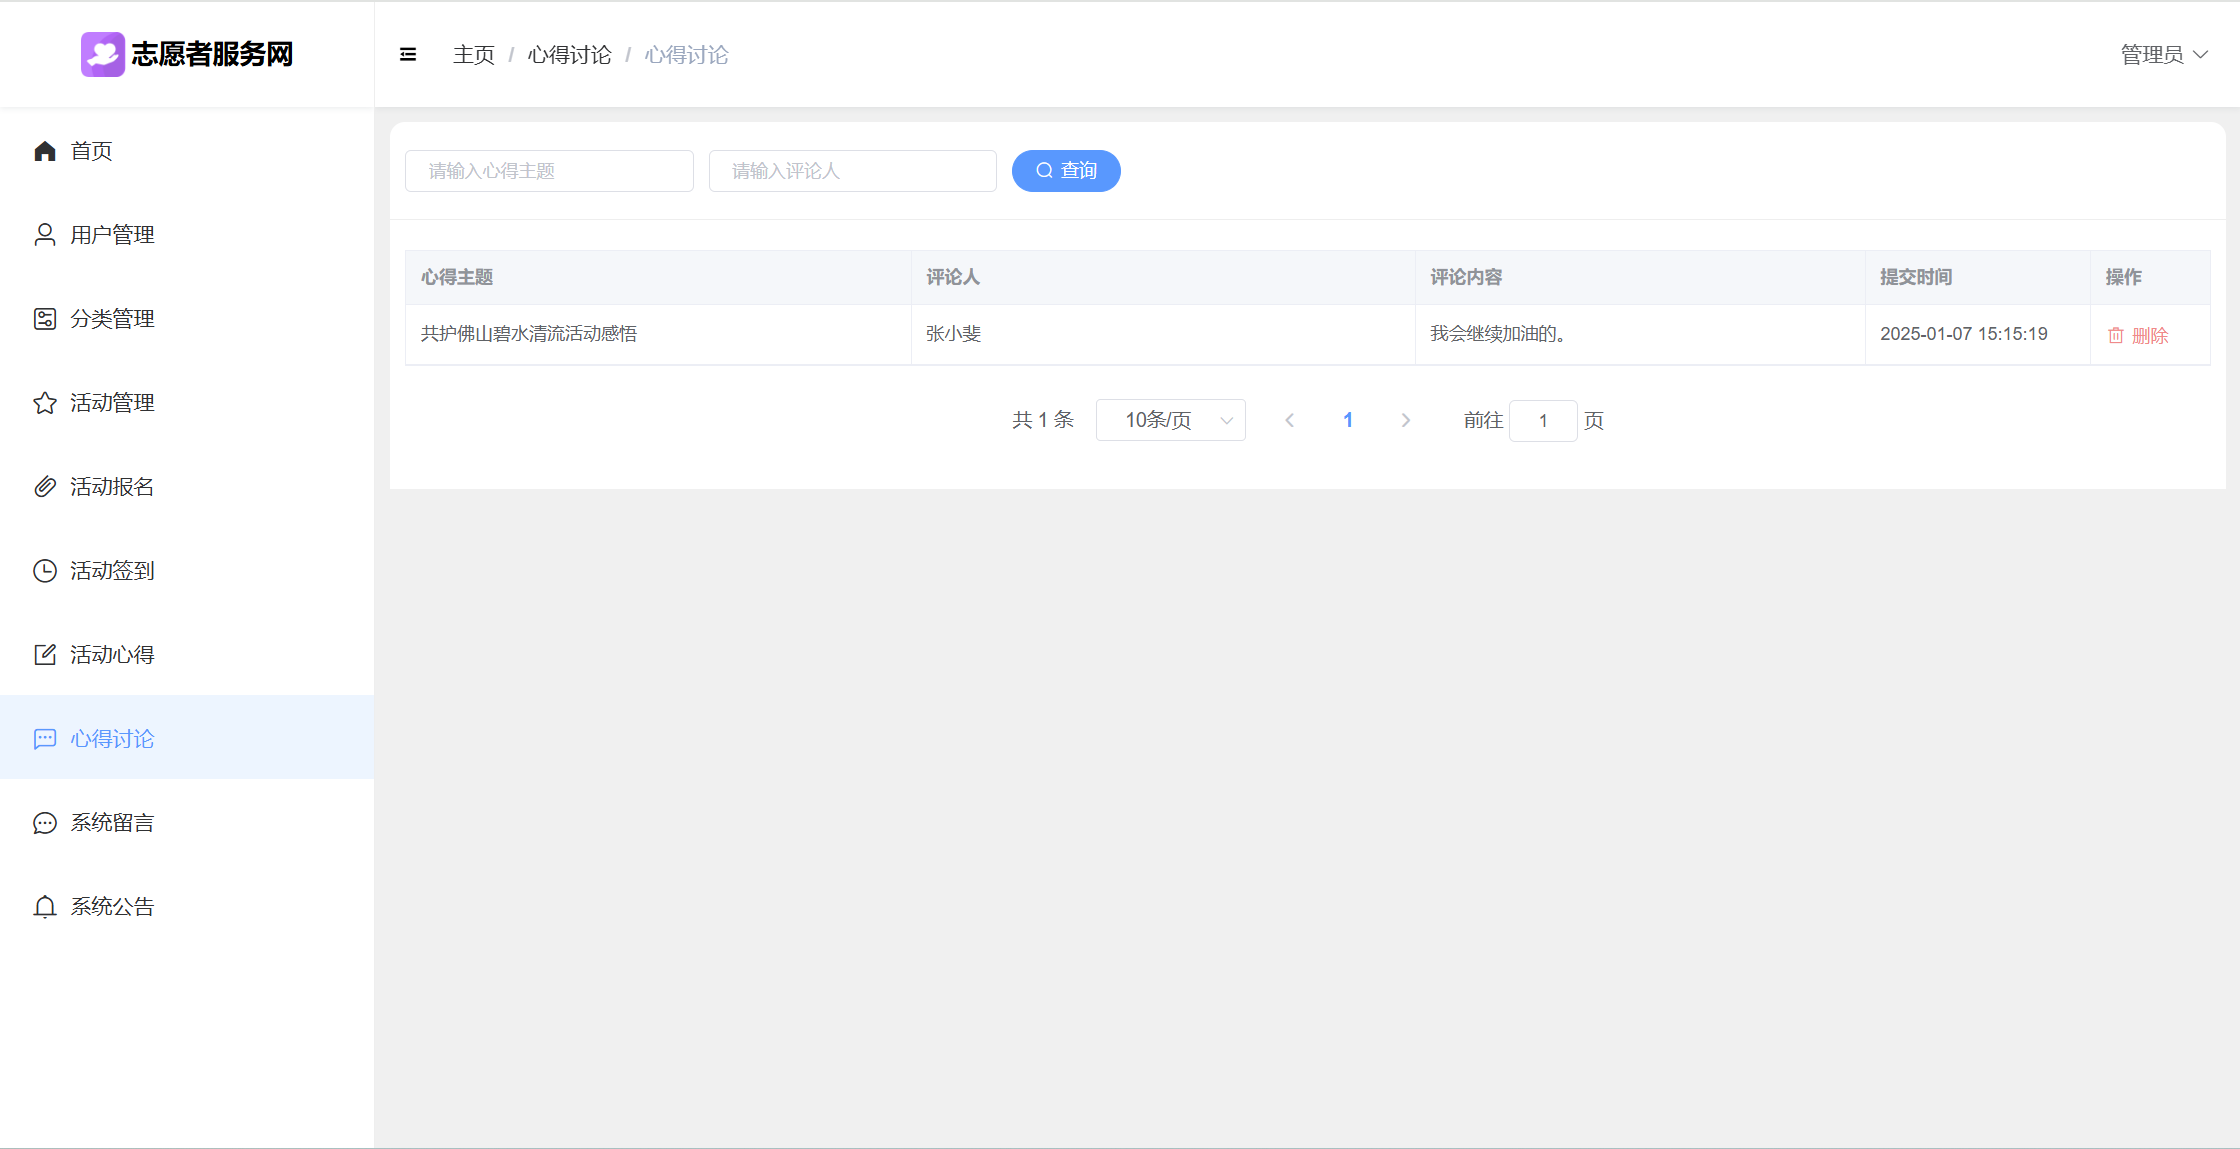 志愿者服务网
主页 / 心得讨论 / 心得讨论
管理员
首页
用户管理
分类管理
活动管理
活动报名
活动签到
活动心得
心得讨论
系统留言
系统公告
请输入心得主题 请输入评论人 查询
心得主题 评论人 评论内容 提交时间 操作
共护佛山碧水清流活动感悟 张小斐 我会继续加油的。 2025-01-07 15:15:19 删除
共 1 条 10条/页 1 前往 1 页